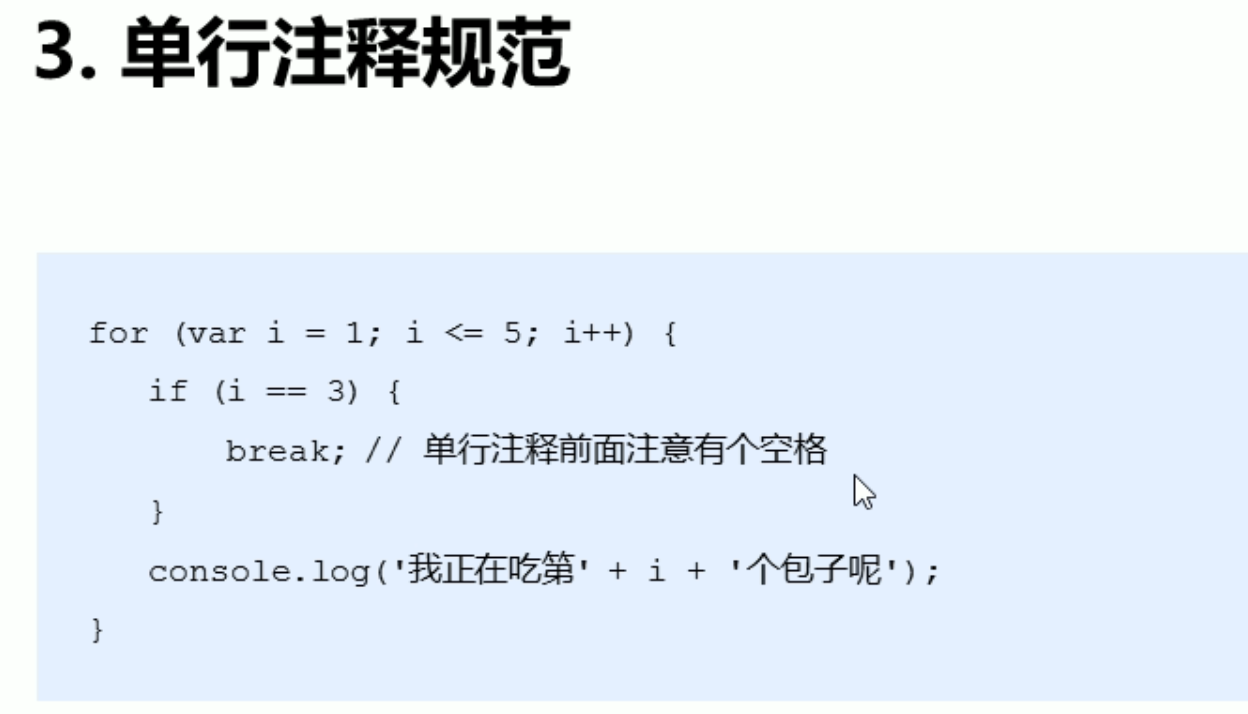 3. 单行注释规范
for (var i = 1; i <= 5; i++) {
if (i == 3) {
break; // 单行注释前面注意有个空格
}
console.log('我正在吃第' + i + '个包子呢');
}